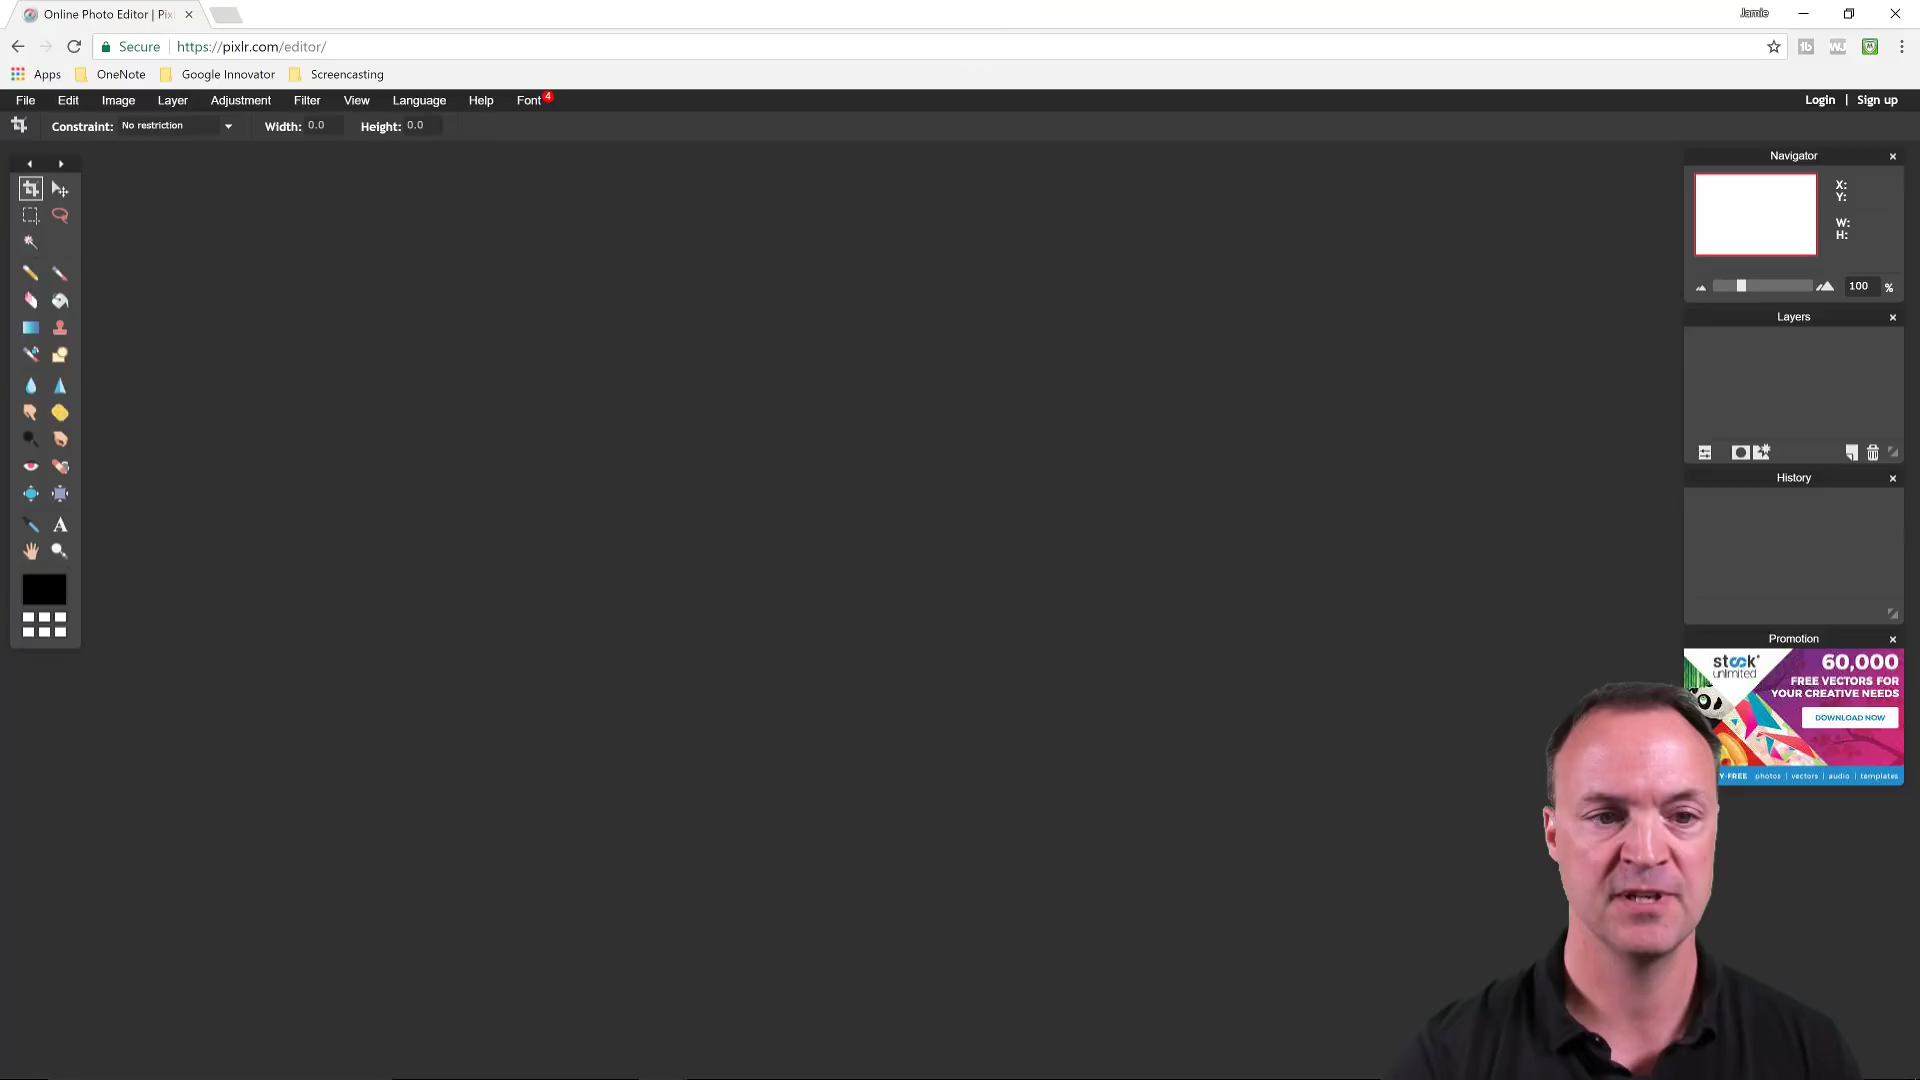 Online Photo Editor | Pix
Jamie
Secure
https://pixlr.com/editor/
Apps
OneNote
Google Innovator
Screencasting
File
Edit
Image
Layer
Adjustment
Filter
View
Language
Help
Font
4
Login | Sign up
Constraint:
No restriction
Width: 0.0
Height: 0.0
Navigator
X:
Y:
W:
H:
100 %
Layers
History
Promotion
A
stock
unlimited
60,000
FREE VECTORS FOR
YOUR CREATIVE NEEDS
DOWNLOAD NOW
Y-FREE photos | vectors | audio | templates